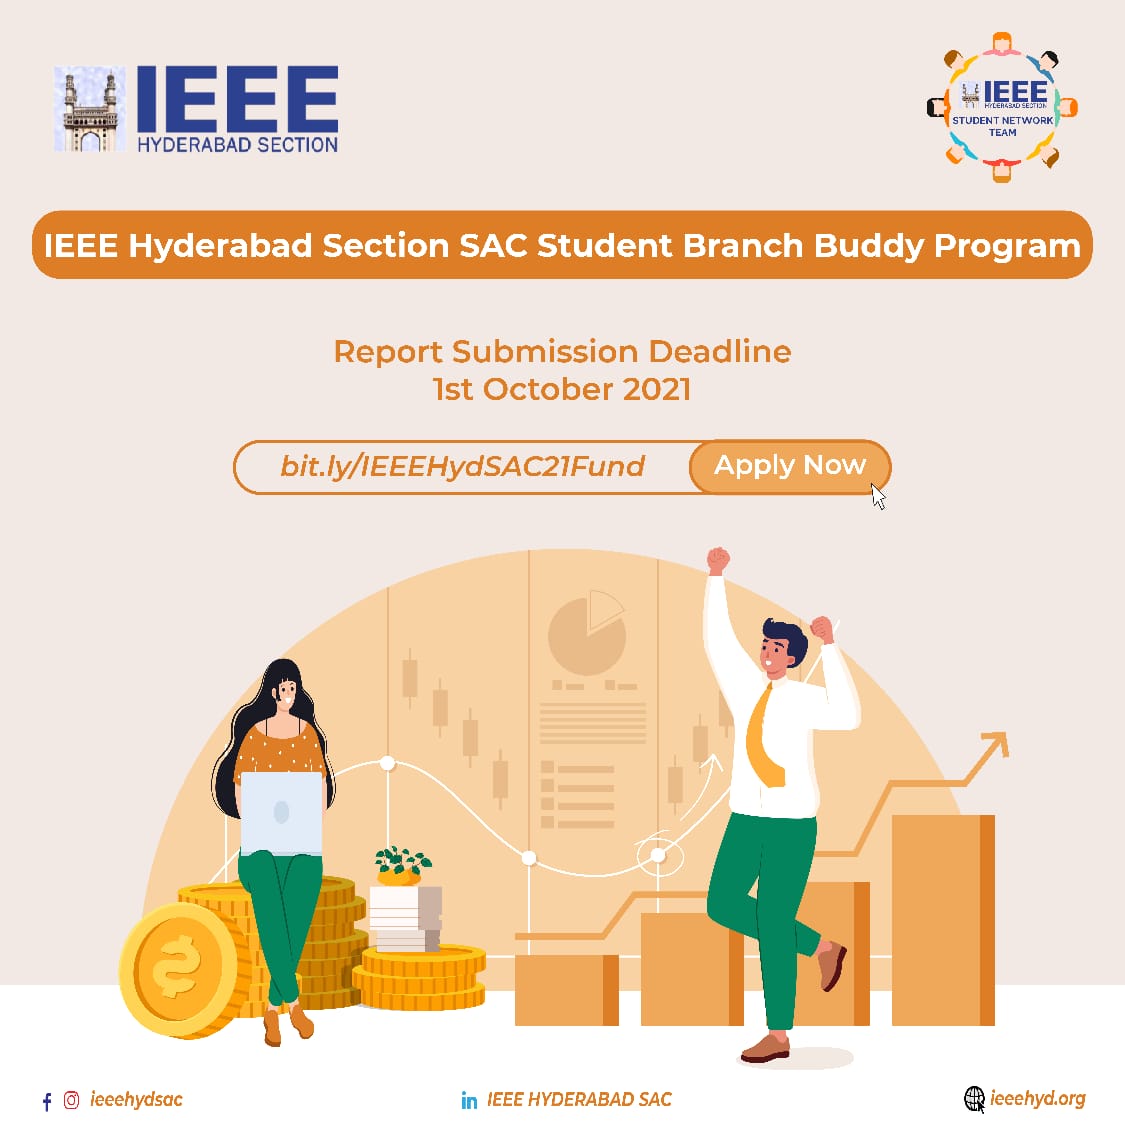 IEEE
HYDERABAD SECTION
IEEE
HYDERABAD SECTION
STUDENT NETWORK
TEAM
IEEE Hyderabad Section SAC Student Branch Buddy Program
Report Submission Deadline
1st October 2021
bit.ly/IEEEHydSAC21Fund
Apply Now
$
ieeehydsac
in IEEE HYDERABAD SAC
ieeehyd.org